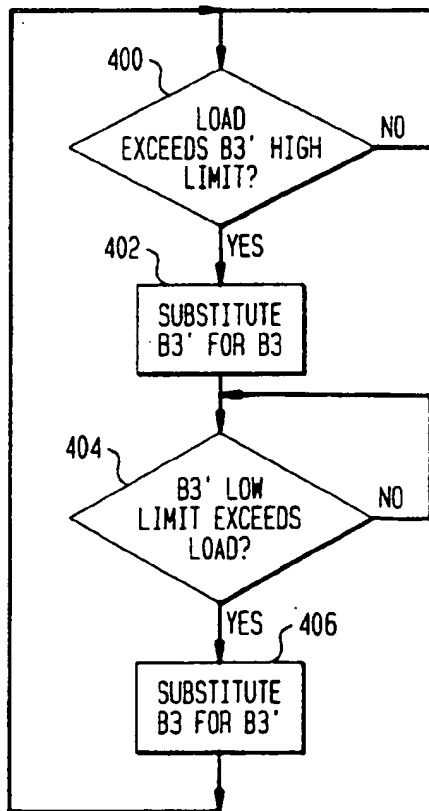 400
LOAD
EXCEEDS B3' HIGH
LIMIT?
NO
YES
402
SUBSTITUTE
B3' FOR B3
404
B3' LOW
LIMIT EXCEEDS
LOAD?
NO
YES
406
SUBSTITUTE
B3 FOR B3'